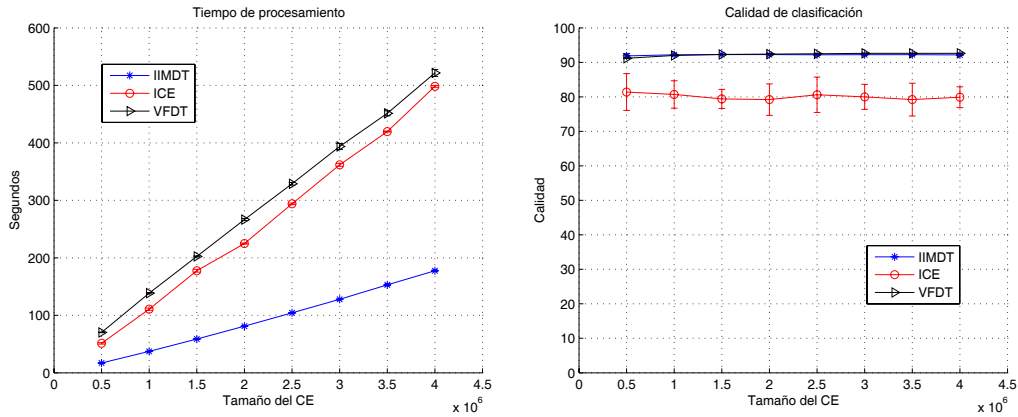 Tiempo de procesamiento
600
500
400
300
200
100
0
Segundos
IIMDT
ICE
VFDT
0 0.5 1 1.5 2 2.5 3 3.5 4 4.5
Tamaño del CE
x 10^6
Calidad de clasificación
100
90
80
70
60
50
40
30
20
10
0
Calidad
IIMDT
ICE
VFDT
0 0.5 1 1.5 2 2.5 3 3.5 4 4.5
Tamaño del CE
x 10^6